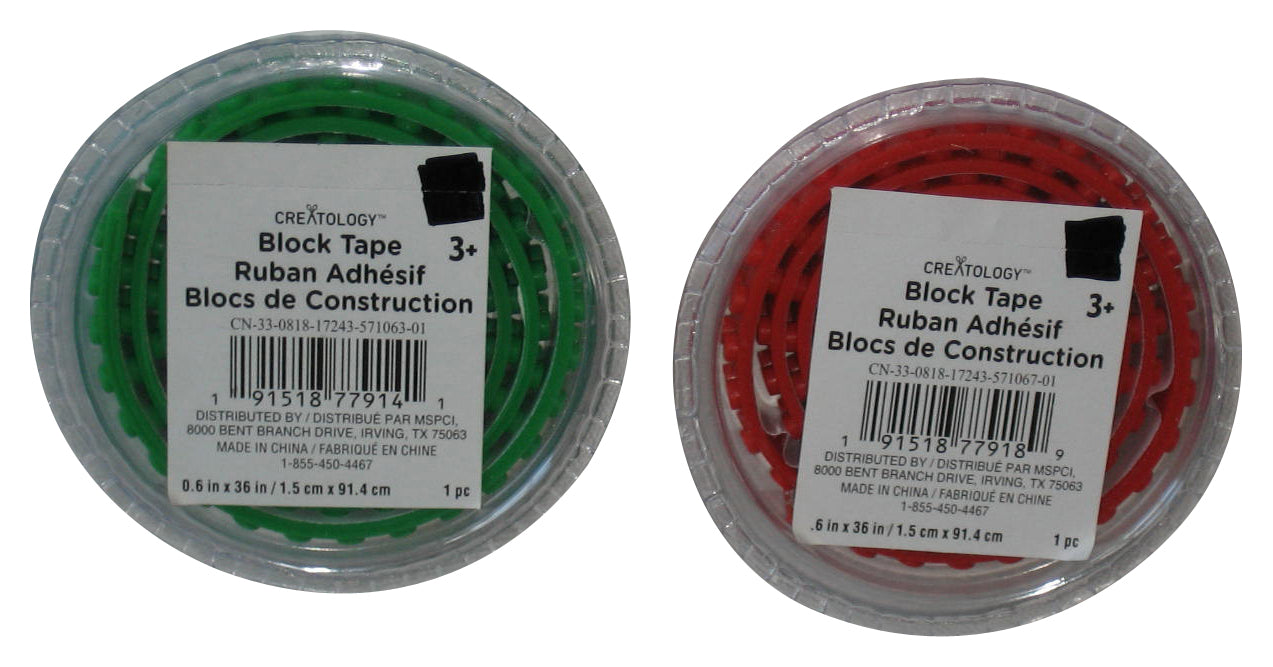 CREATOLOGY™
Block Tape
3+
Ruban Adhésif
Blocs de Construction
CN-33-0818-17243-571063-01
1 91518 77914 1
DISTRIBUTED BY / DISTRIBUÉ PAR MSPCI,
8000 BENT BRANCH DRIVE, IRVING, TX 75063
MADE IN CHINA / FABRIQUÉ EN CHINE
1-855-450-4467
0.6 in x 36 in / 1.5 cm x 91.4 cm 1 pc
CREATOLOGY™
Block Tape
3+
Ruban Adhésif
Blocs de Construction
CN-33-0818-17243-571067-01
1 91518 77918 9
DISTRIBUTED BY / DISTRIBUÉ PAR MSPCI,
8000 BENT BRANCH DRIVE, IRVING, TX 75063
MADE IN CHINA / FABRIQUÉ EN CHINE
1-855-450-4467
.6 in x 36 in / 1.5 cm x 91.4 cm 1 pc